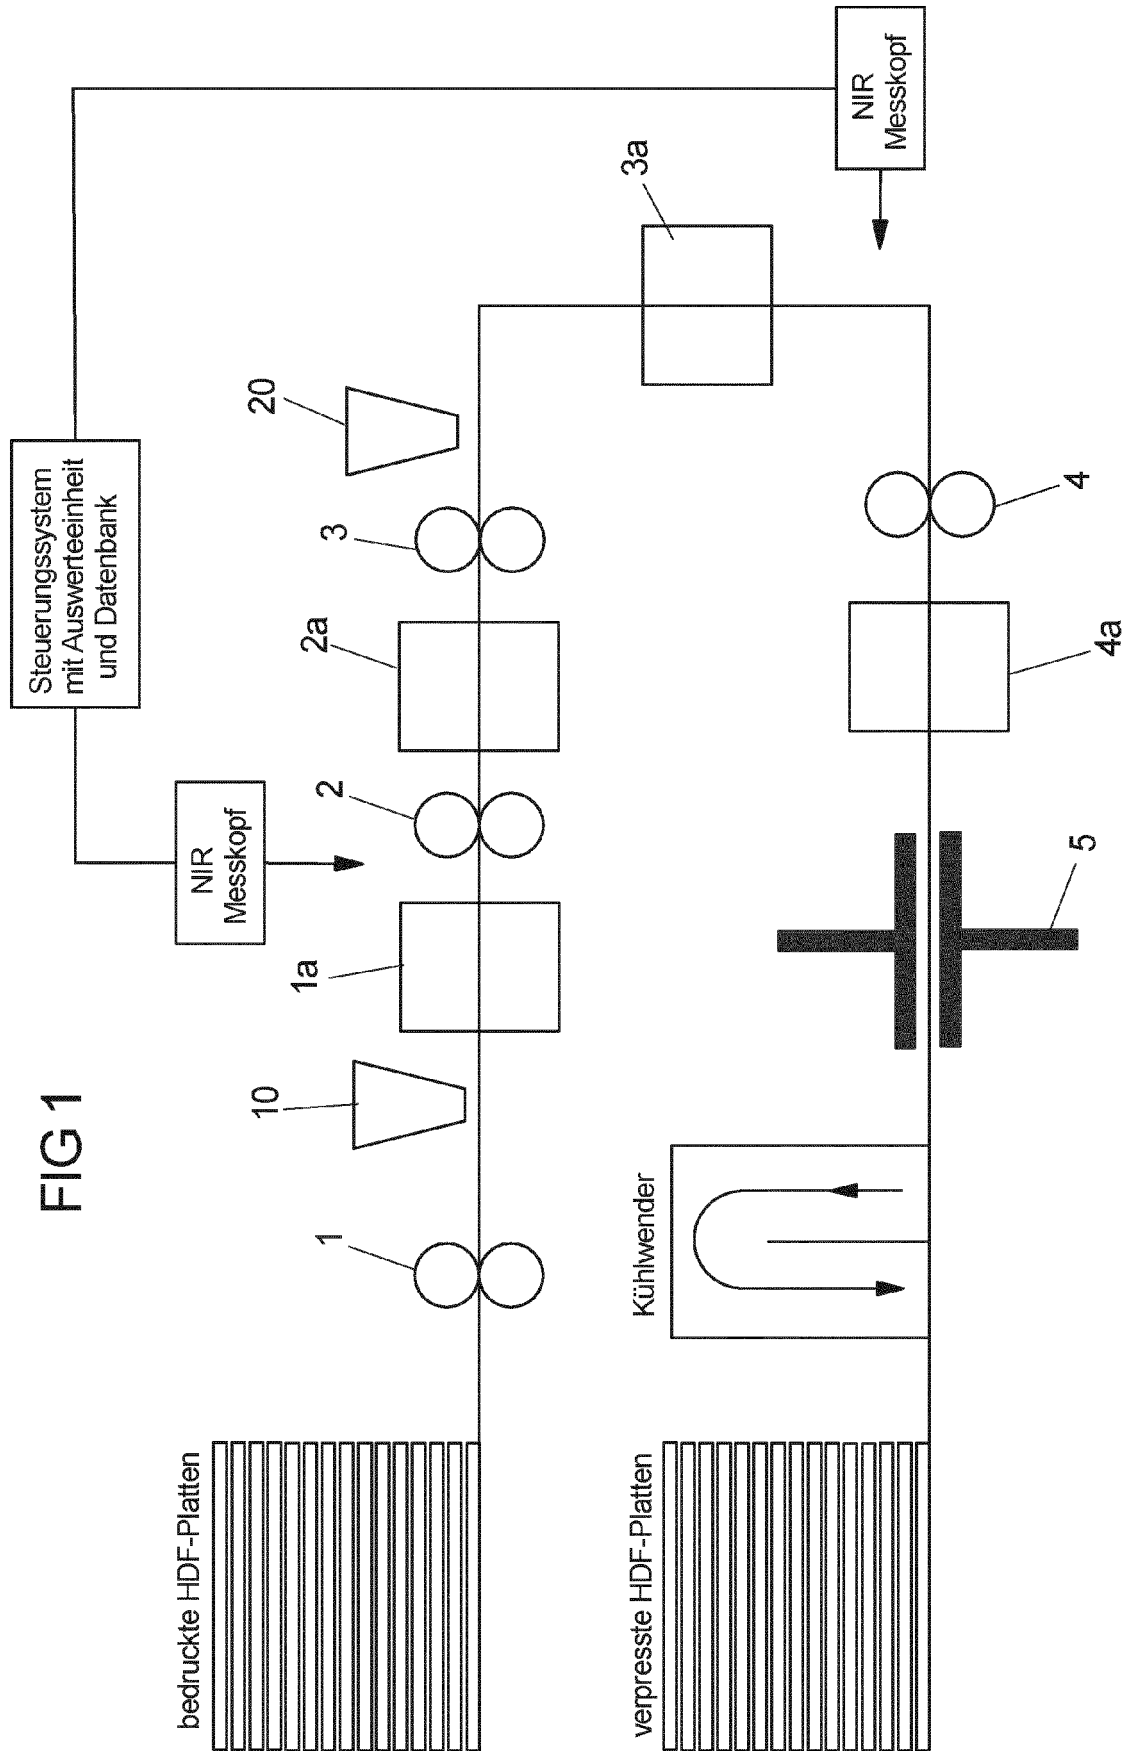 FIG 1
Steuerungssystem
mit Auswerteeinheit
und Datenbank
NIR
Messkopf
NIR
Messkopf
bedruckte HDF-Platten
1
10
1a
2
2a
3
20
3a
verpresste HDF-Platten
Kühlwender
5
4a
4